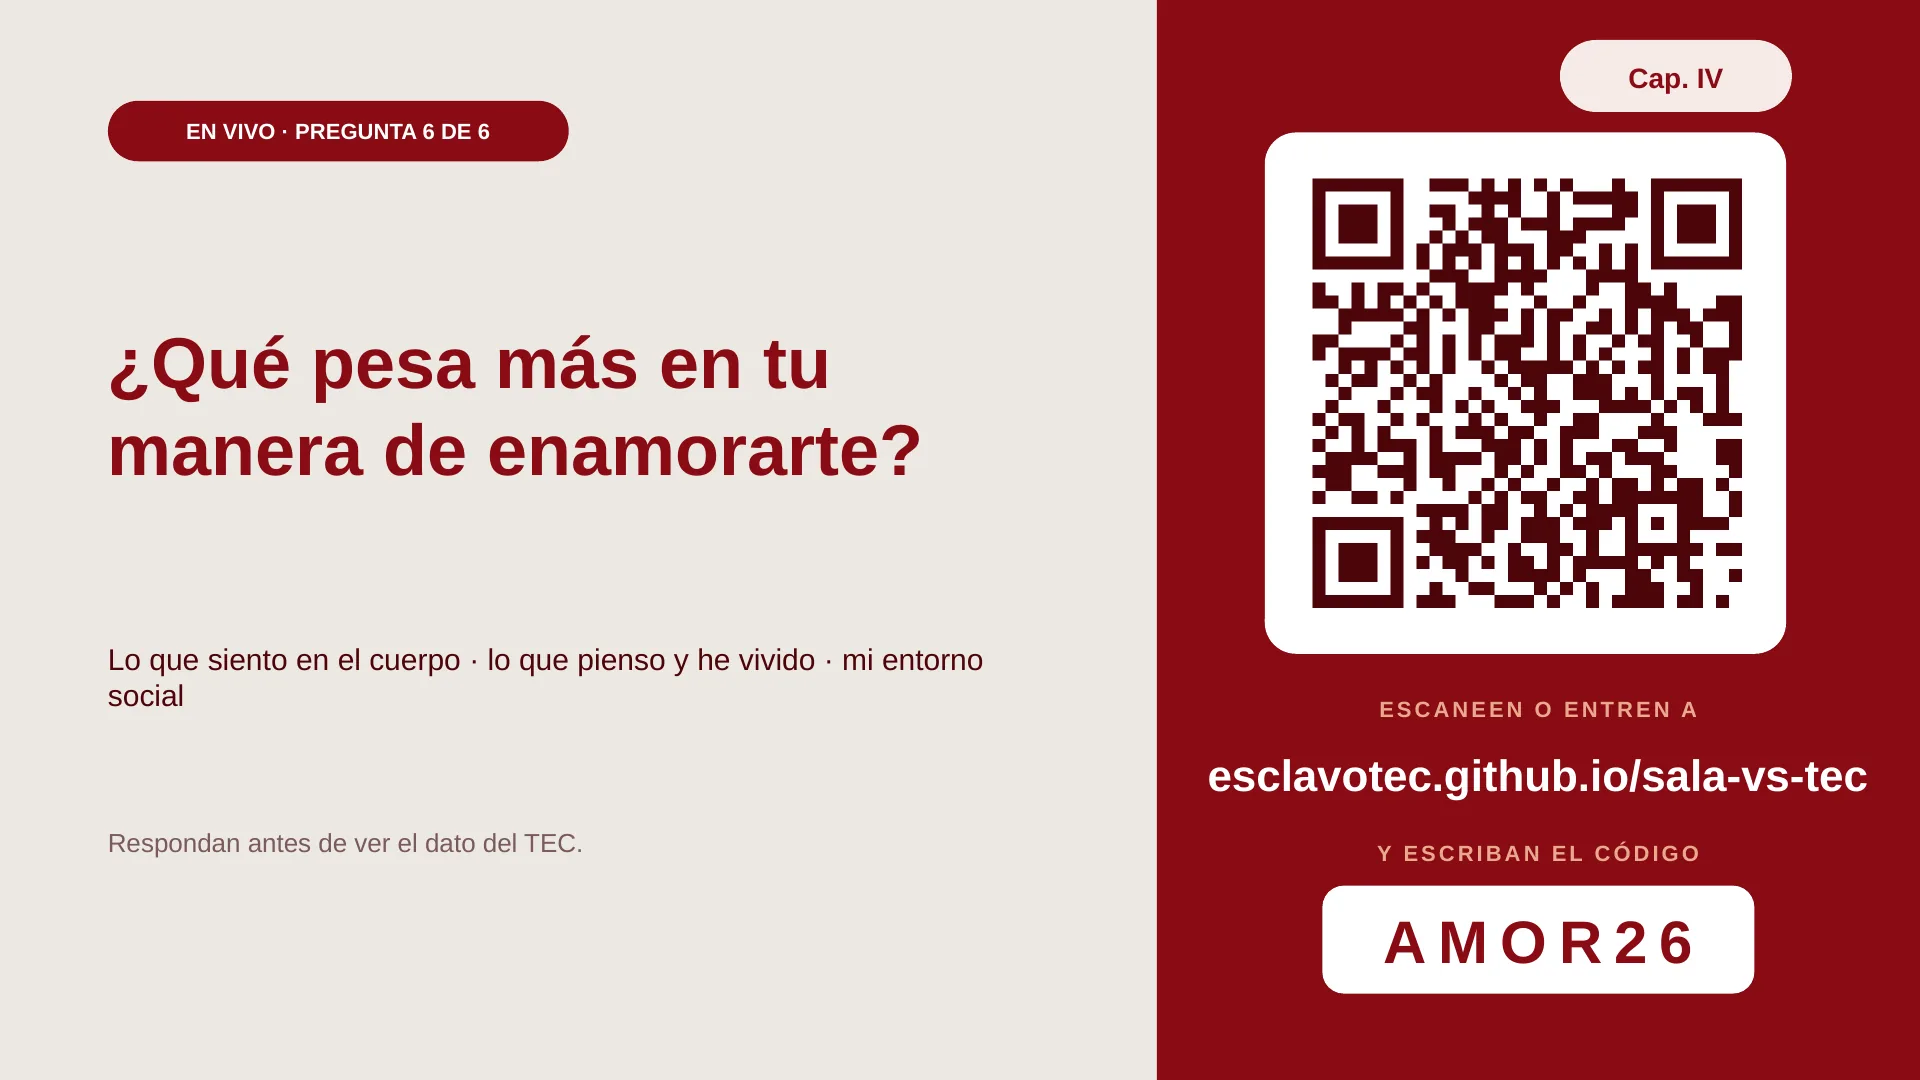 EN VIVO · PREGUNTA 6 DE 6
¿Qué pesa más en tu
manera de enamorarte?
Lo que siento en el cuerpo · lo que pienso y he vivido · mi entorno
social
Respondan antes de ver el dato del TEC.
Cap. IV
ESCANEEN O ENTREN A
esclavotec.github.io/sala-vs-tec
Y ESCRIBAN EL CÓDIGO
AMOR26